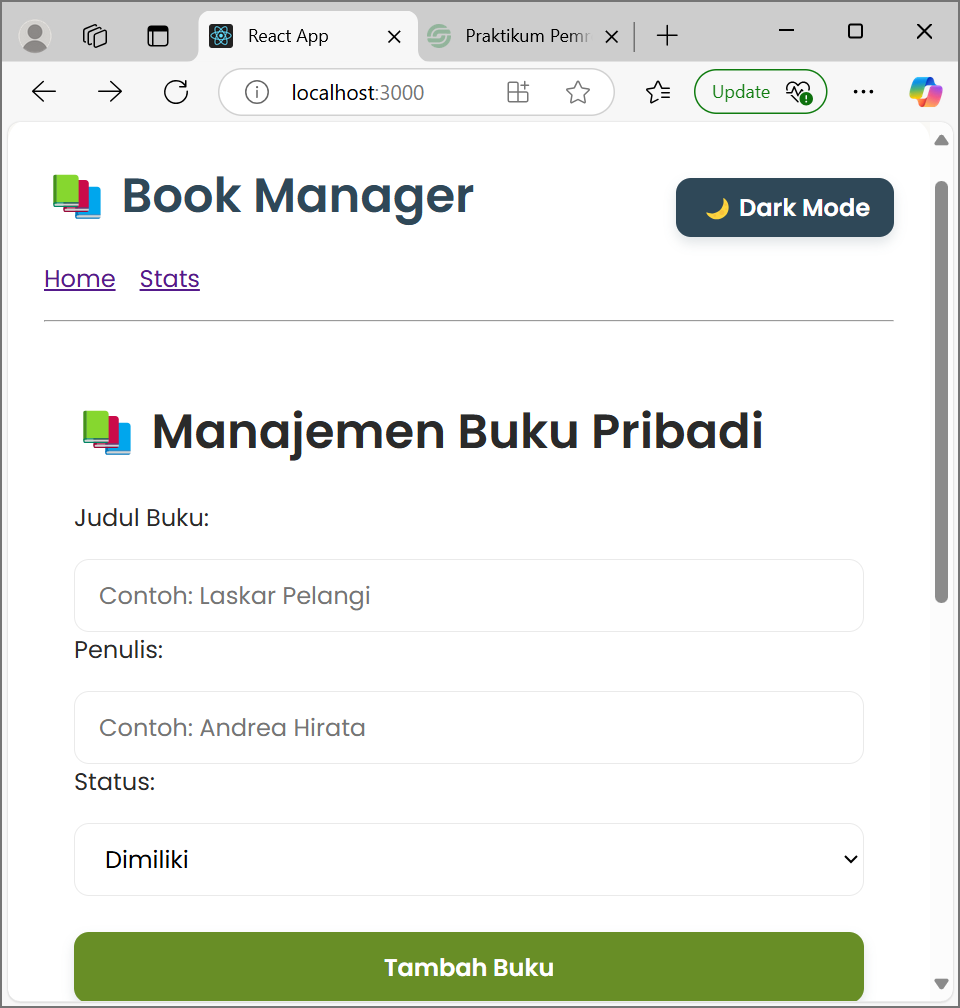 React App
Praktikum Pemr
localhost:3000
Update
Book Manager
Dark Mode
Home Stats
Manajemen Buku Pribadi
Judul Buku:
Contoh: Laskar Pelangi
Penulis:
Contoh: Andrea Hirata
Status:
Dimiliki
Tambah Buku